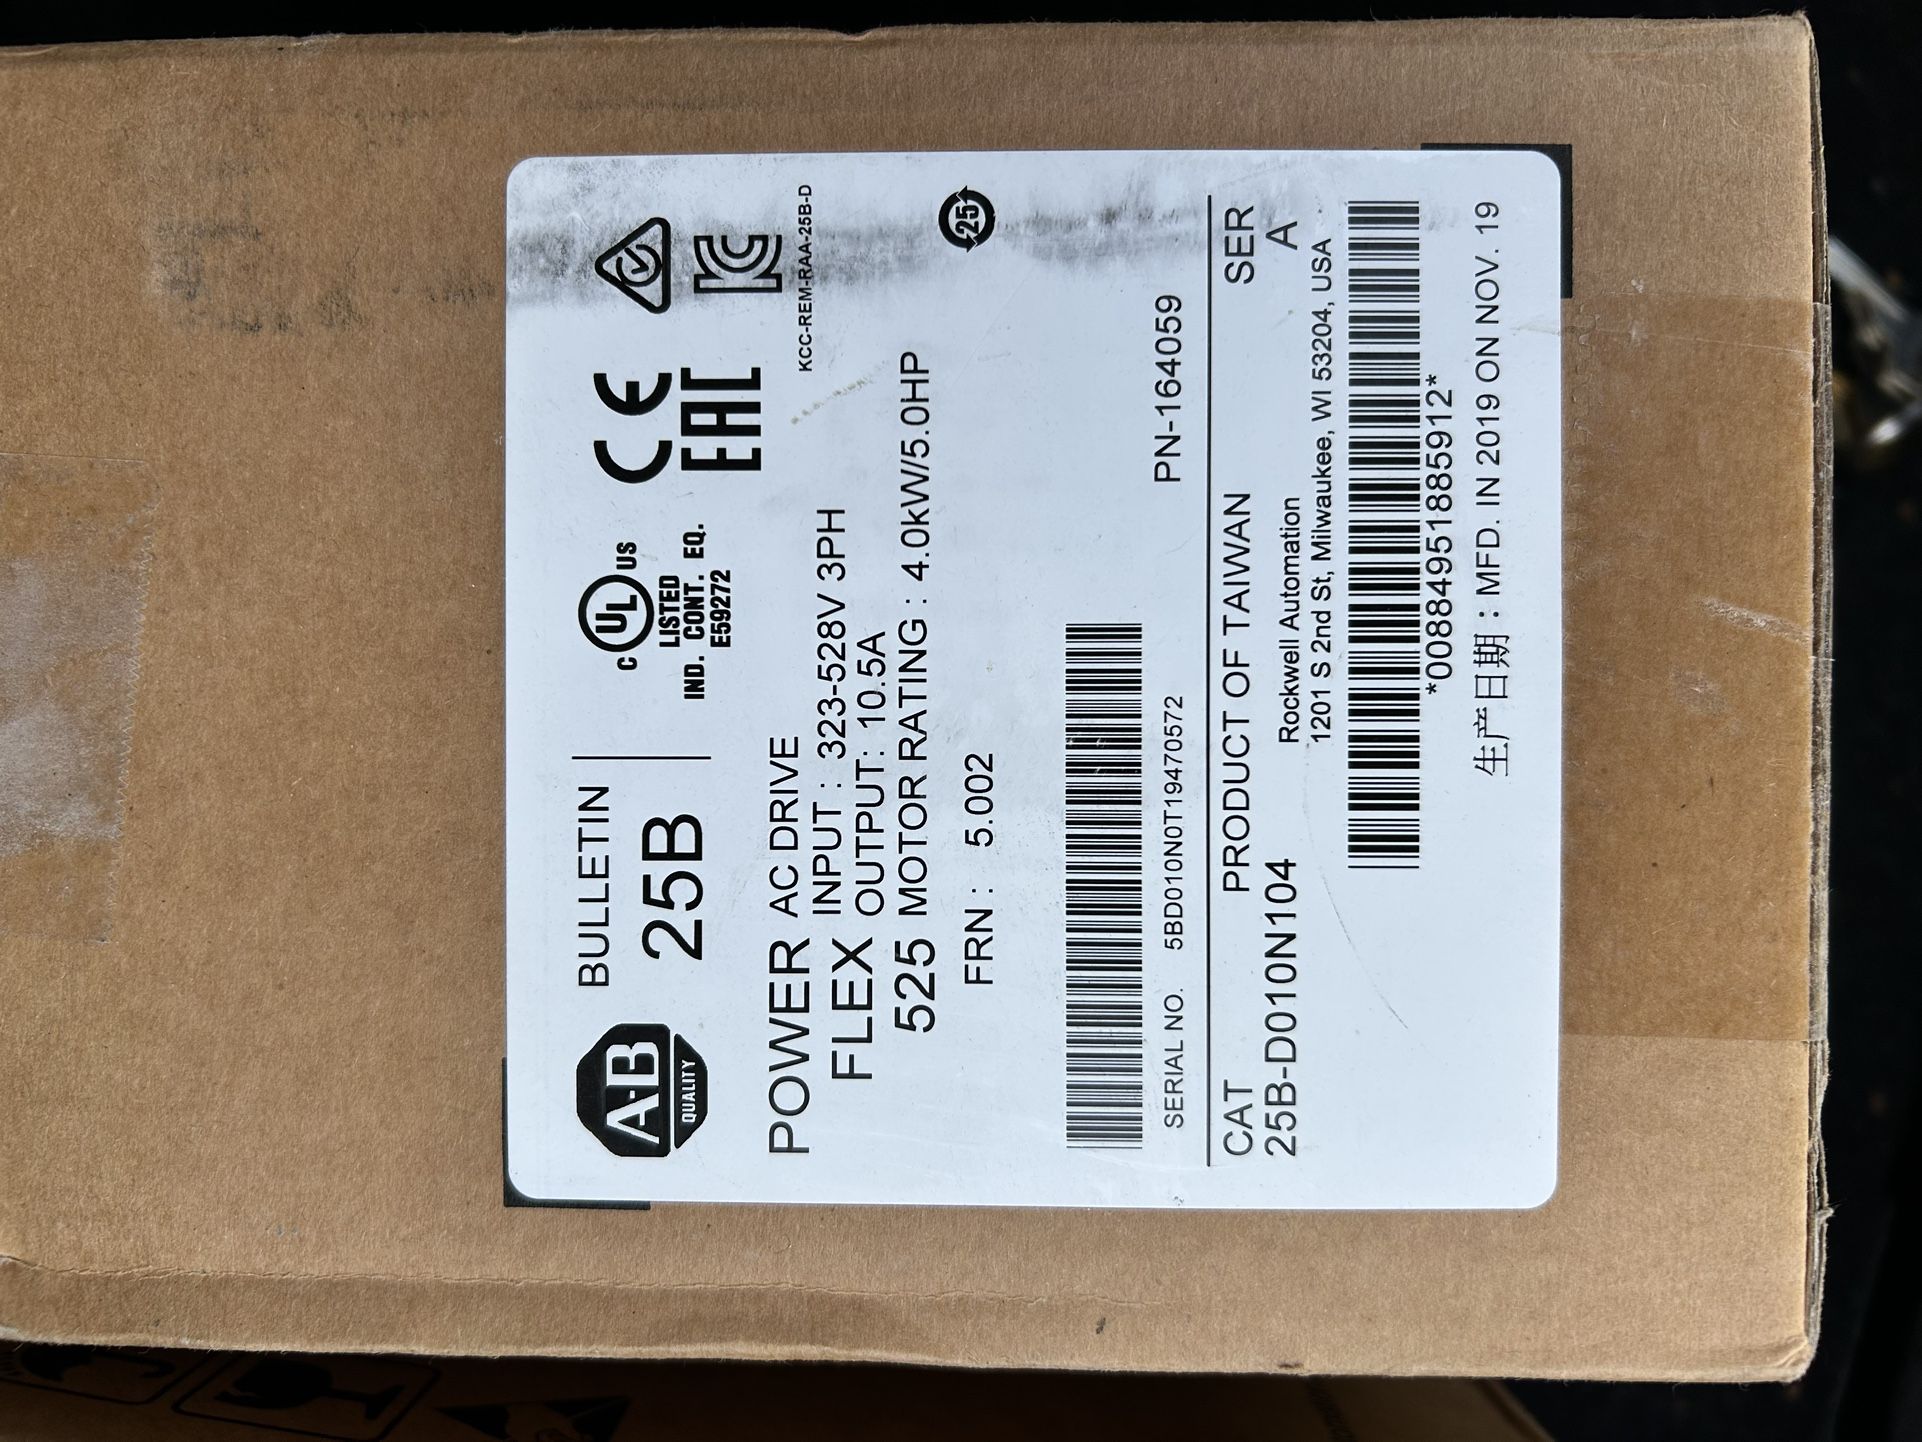 A-B
QUALITY
BULLETIN
25B
C UL US
LISTED
IND. CONT. EQ.
E59272
CE
EAC
KCC-REM-RAA-25B-D
POWER
FLEX
525
AC DRIVE
INPUT : 323-528V 3PH
OUTPUT: 10.5A
MOTOR RATING : 4.0kW/5.0HP
FRN : 5.002
25
SERIAL NO. 5BD010N0T19470572
PN-164059
CAT
25B-D010N104
PRODUCT OF TAIWAN
SER
A
Rockwell Automation
1201 S 2nd St, Milwaukee, WI 53204, USA
*00884951885912*
生产日期 : MFD. IN 2019 ON NOV. 19